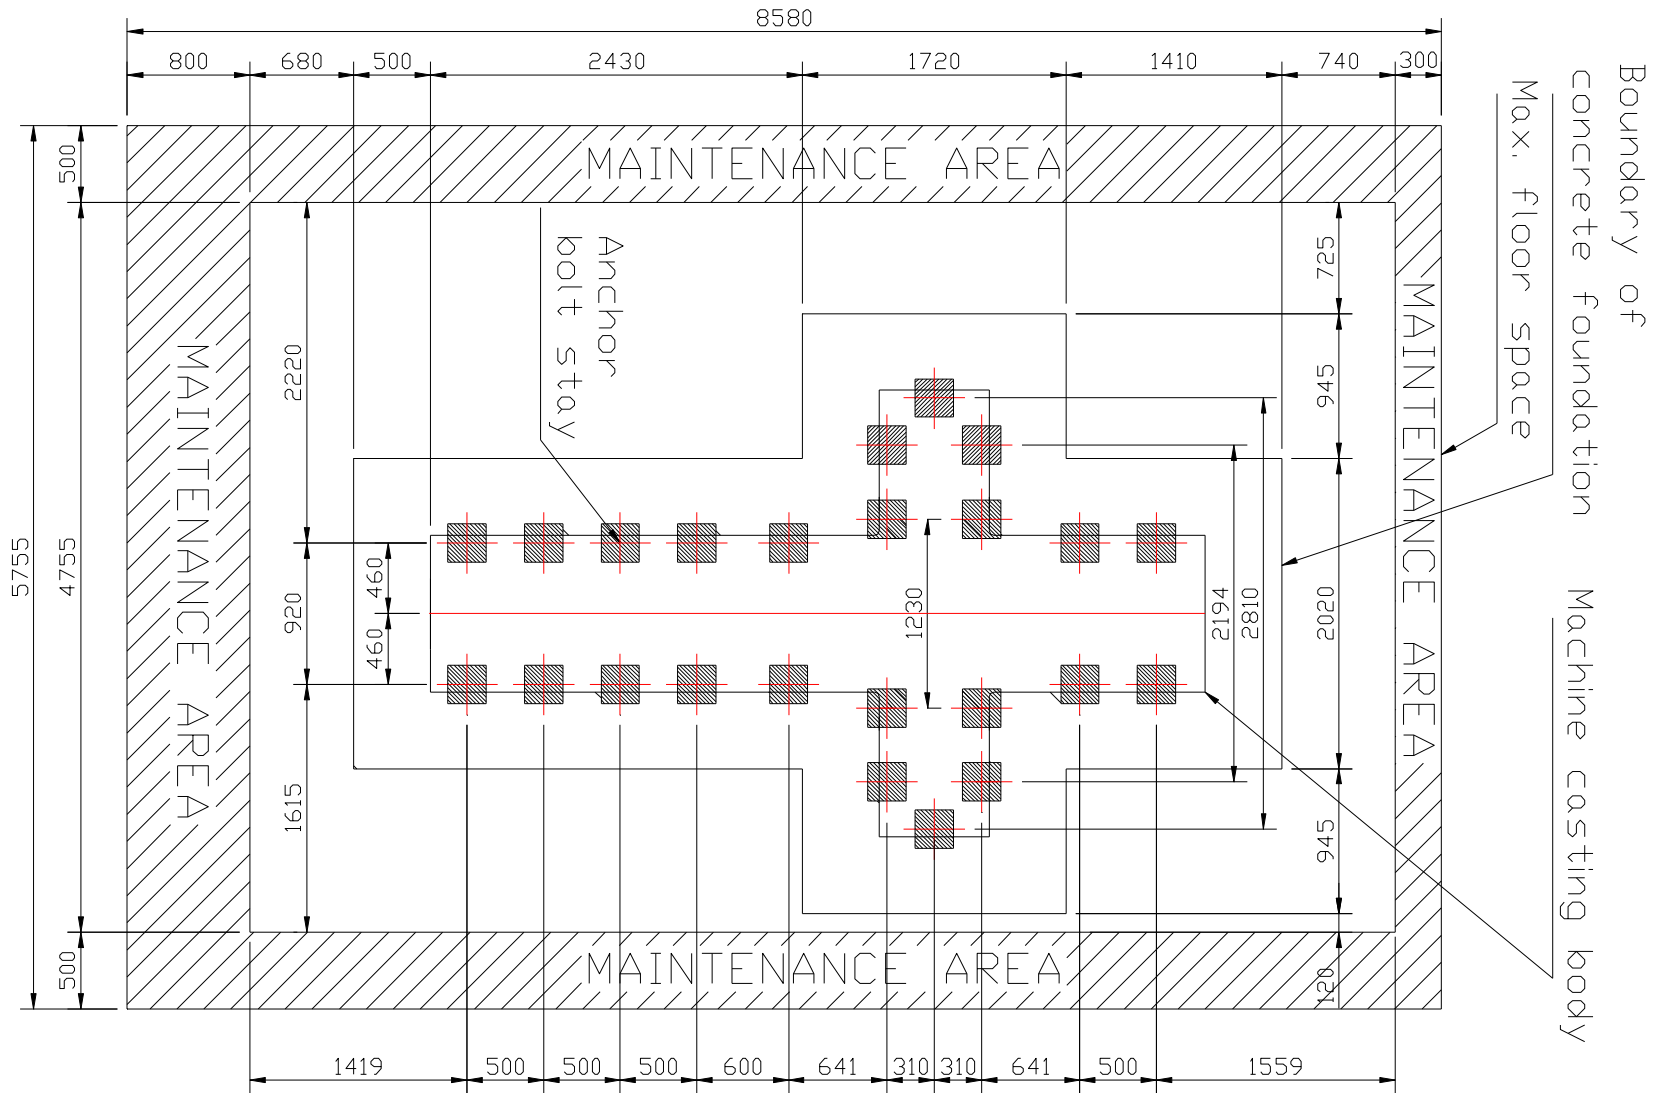 8580
800 680 500 2430 1720 1410 740 300
Boundary of
concrete foundation
Max. floor space
MAINTENANCE AREA
500
5755
4755
MAINTENANCE AREA
2220
920
1615
460
460
Anchor
bolt stay
1230
2194
2810
725
945
2020
945
120
MAINTENANCE AREA
Machine casting body
500
MAINTENANCE AREA
1419 500 500 500 600 641 310 310 641 500 1559